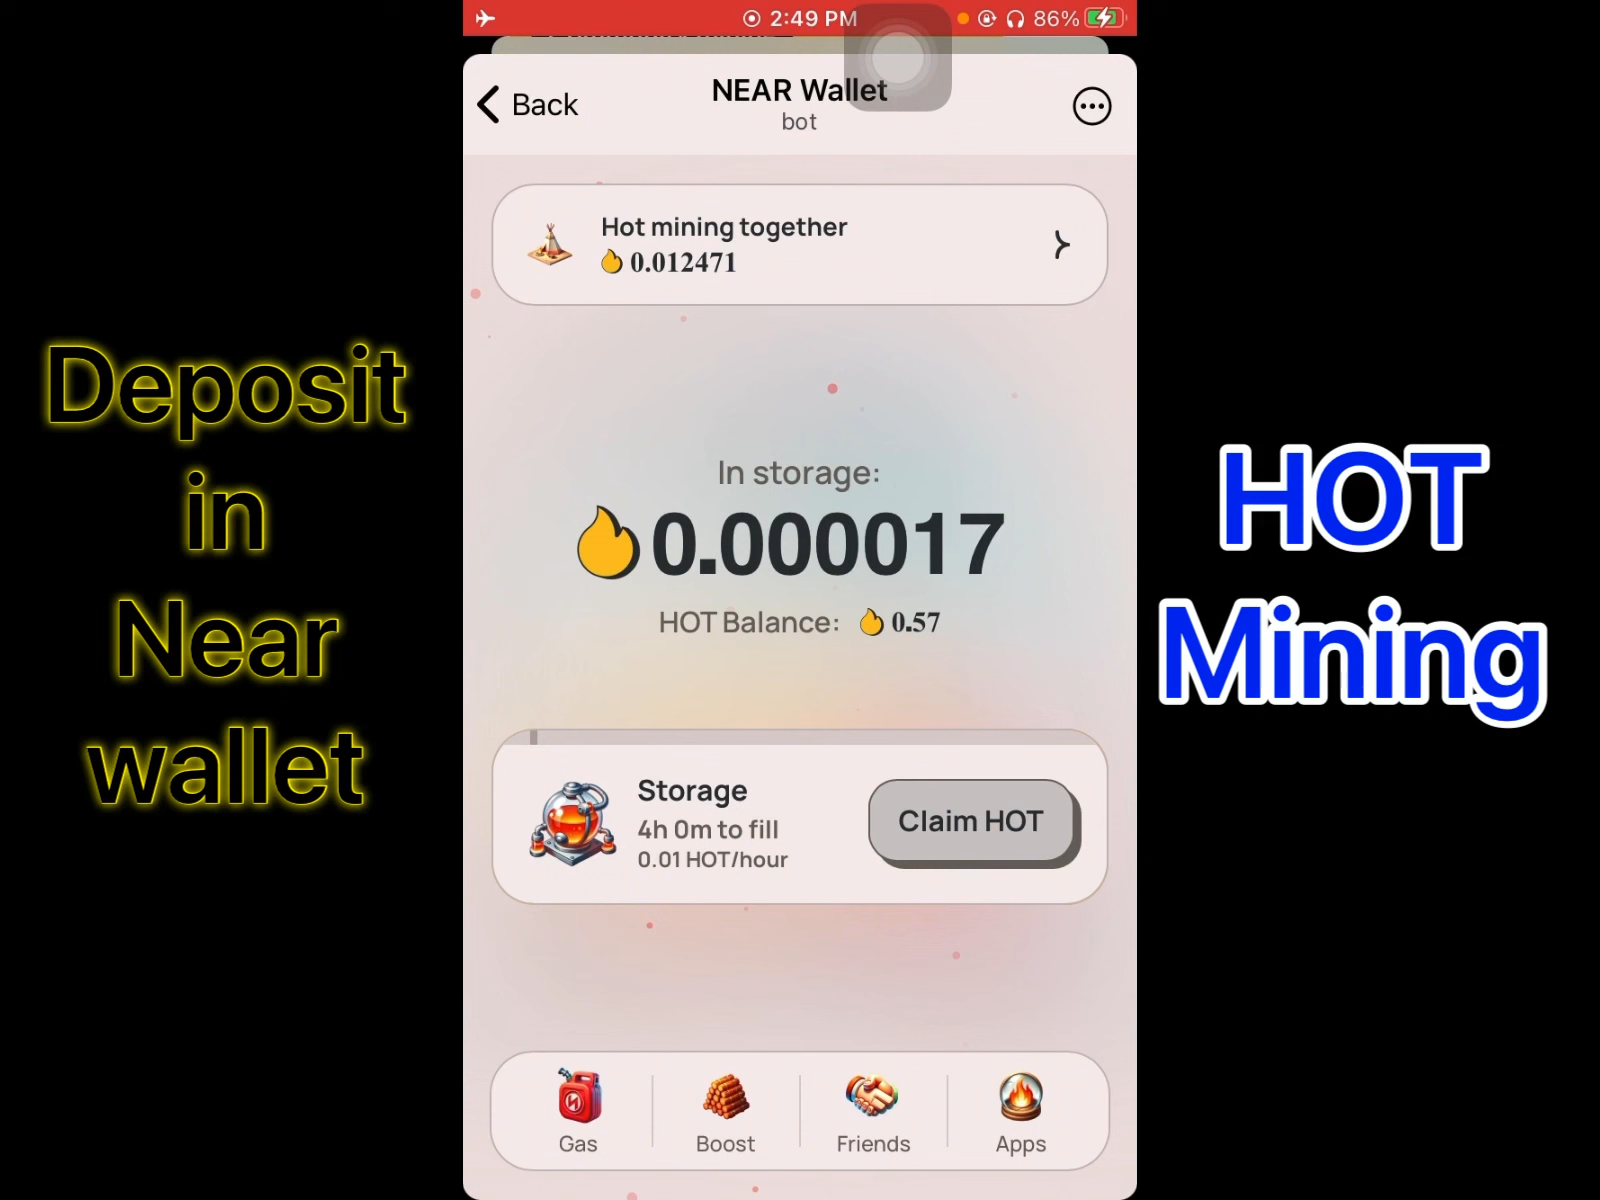 2:49 PM
86%
Back
NEAR Wallet
bot
Hot mining together
0.012471
In storage:
0.000017
HOT Balance: 0.57
Storage
4h 0m to fill
0.01 HOT/hour
Claim HOT
Gas
Boost
Friends
Apps
Deposit
in
Near
wallet
HOT
Mining